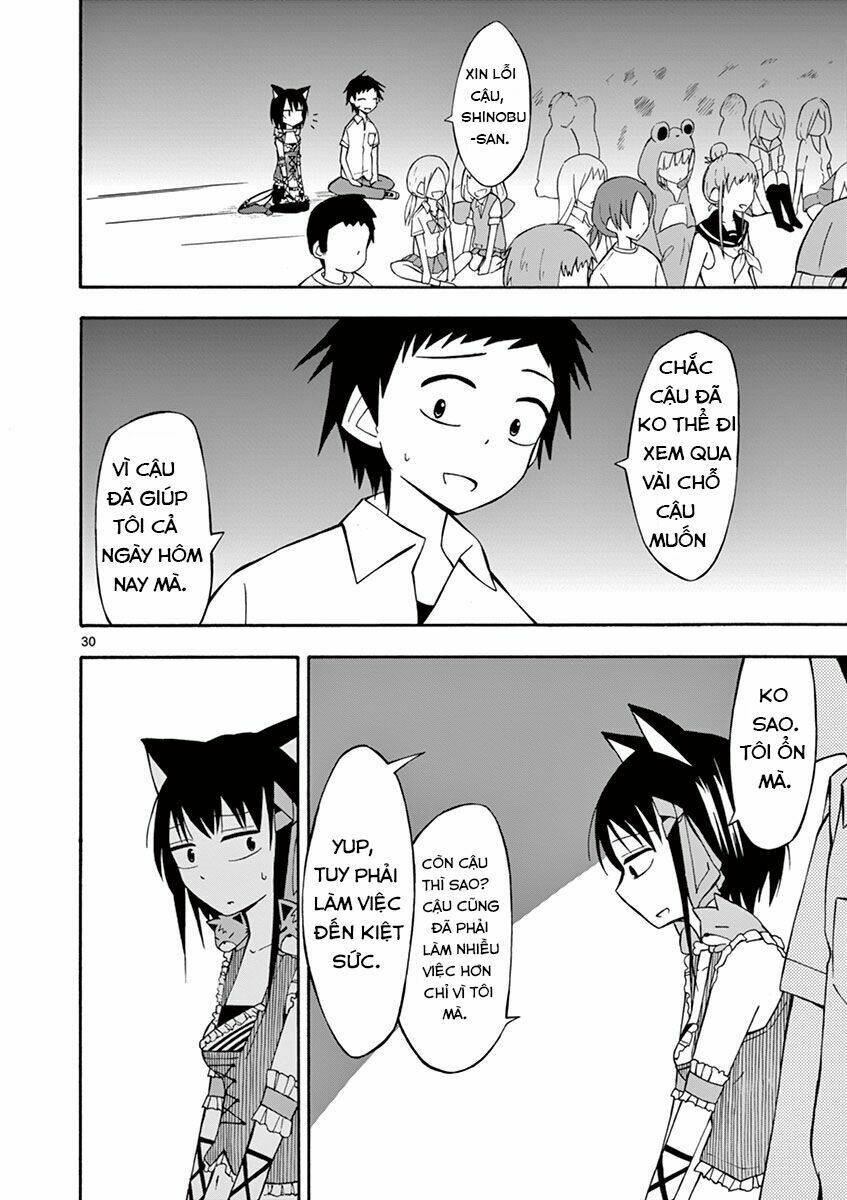 XIN LỖI
CẬU,
SHINOBU
-SAN.
CHẮC
CẬU ĐÃ
KO THỂ ĐI
XEM QUA
VÀI CHỖ
CẬU
MUỐN
VÌ CẬU
ĐÃ GIÚP
TÔI CẢ
NGÀY HÔM
NAY MÀ.
30
KO
SAO.
TÔI ỔN
MÀ.
CÒN CẬU
THÌ SAO?
CẬU CŨNG
ĐÃ PHẢI
LÀM NHIỀU
VIỆC HƠN
CHỈ VÌ TÔI
MÀ.
YUP,
TUY PHẢI
LÀM VIỆC
ĐẾN KIỆT
SỨC.